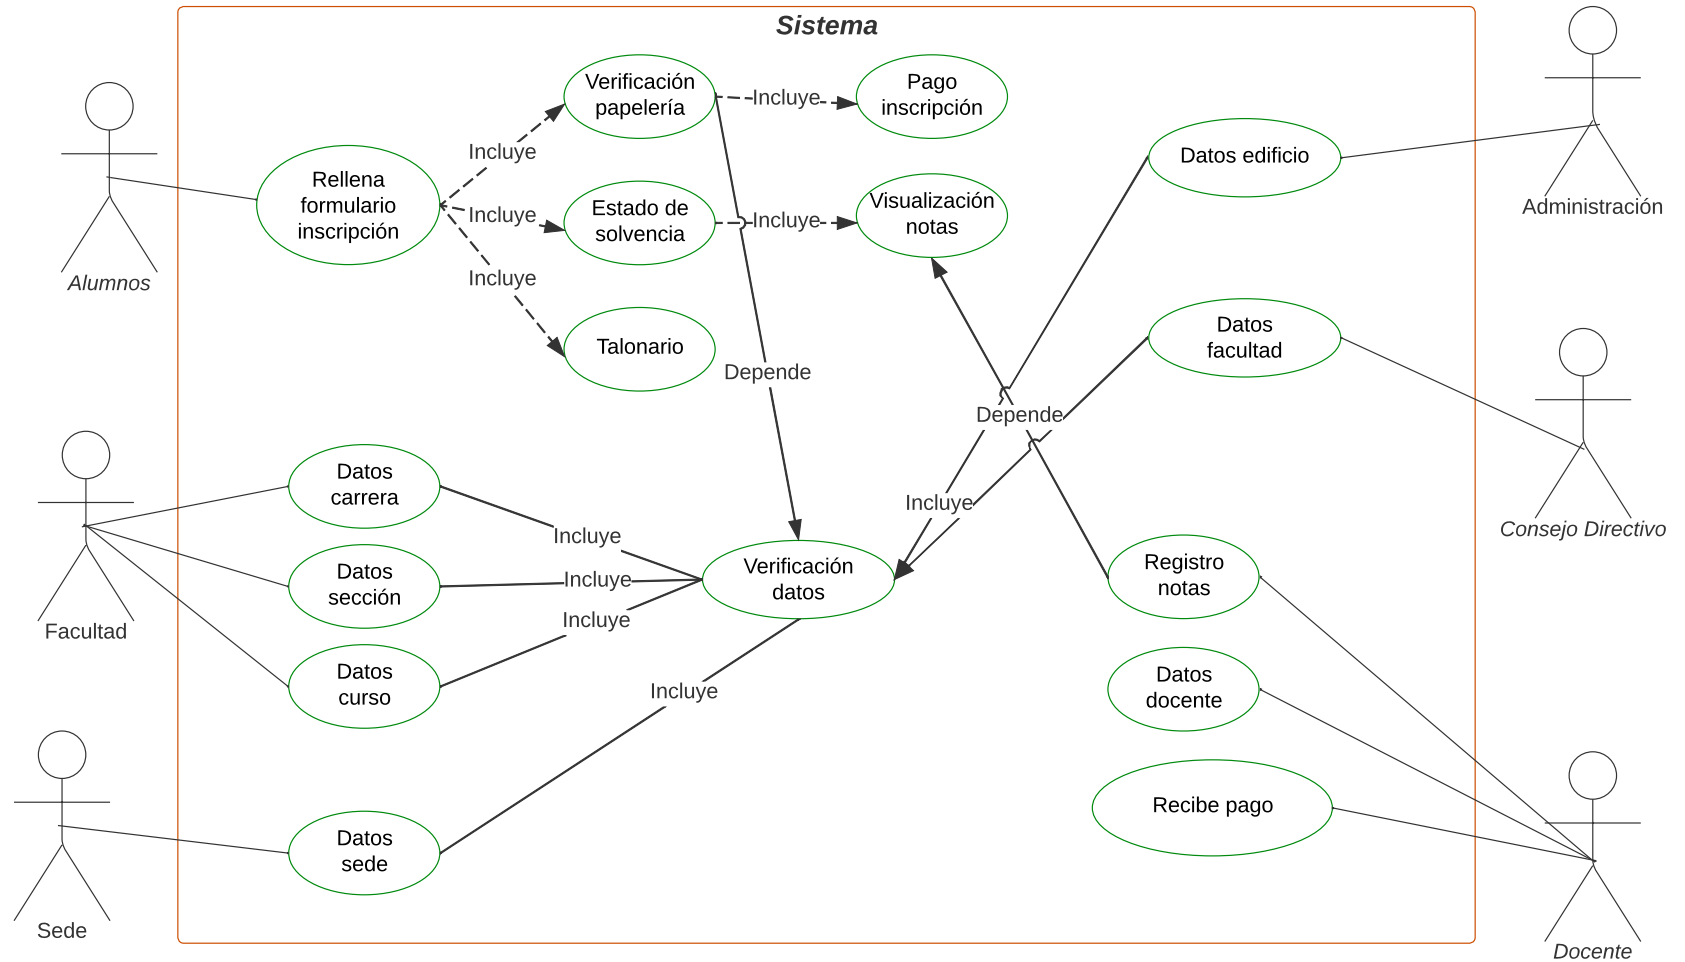 Sistema
Verificación
papelería
Incluye
Pago
inscripción
Alumnos
Rellena
formulario
inscripción
Incluye
Incluye
Incluye
Estado de
solvencia
Incluye
Visualización
notas
Talonario
Depende
Datos edificio
Administración
Datos
facultad
Consejo Directivo
Depende
Incluye
Facultad
Datos
carrera
Incluye
Datos
sección
Incluye
Datos
curso
Incluye
Verificación
datos
Incluye
Sede
Datos
sede
Registro
notas
Datos
docente
Recibe pago
Docente